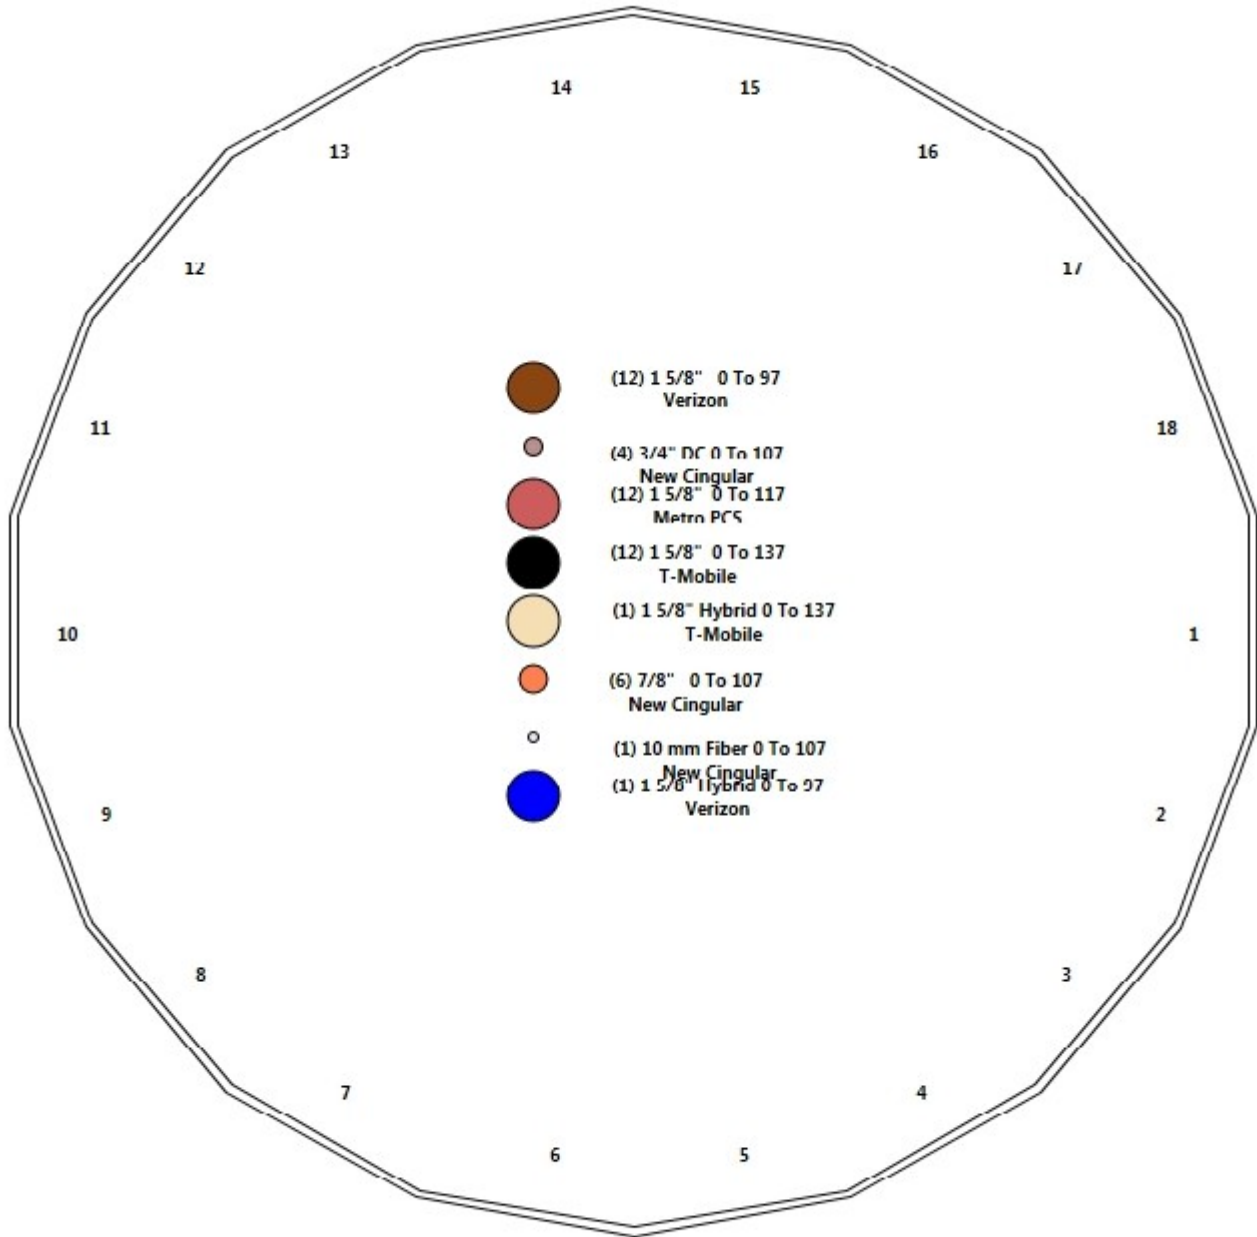 14
15
13
16
12
17
(12) 1 5/8" 0 To 97
Verizon
11
18
(4) 3/4" DC 0 To 107
New Cingular
(12) 1 5/8" 0 To 117
Metro PCS
(12) 1 5/8" 0 To 137
T-Mobile
(1) 1 5/8" Hybrid 0 To 137
T-Mobile
10
1
(6) 7/8" 0 To 107
New Cingular
(1) 10 mm Fiber 0 To 107
New Cingular
(1) 1 5/8" Hybrid 0 To 97
Verizon
9
2
8
3
7
4
6
5